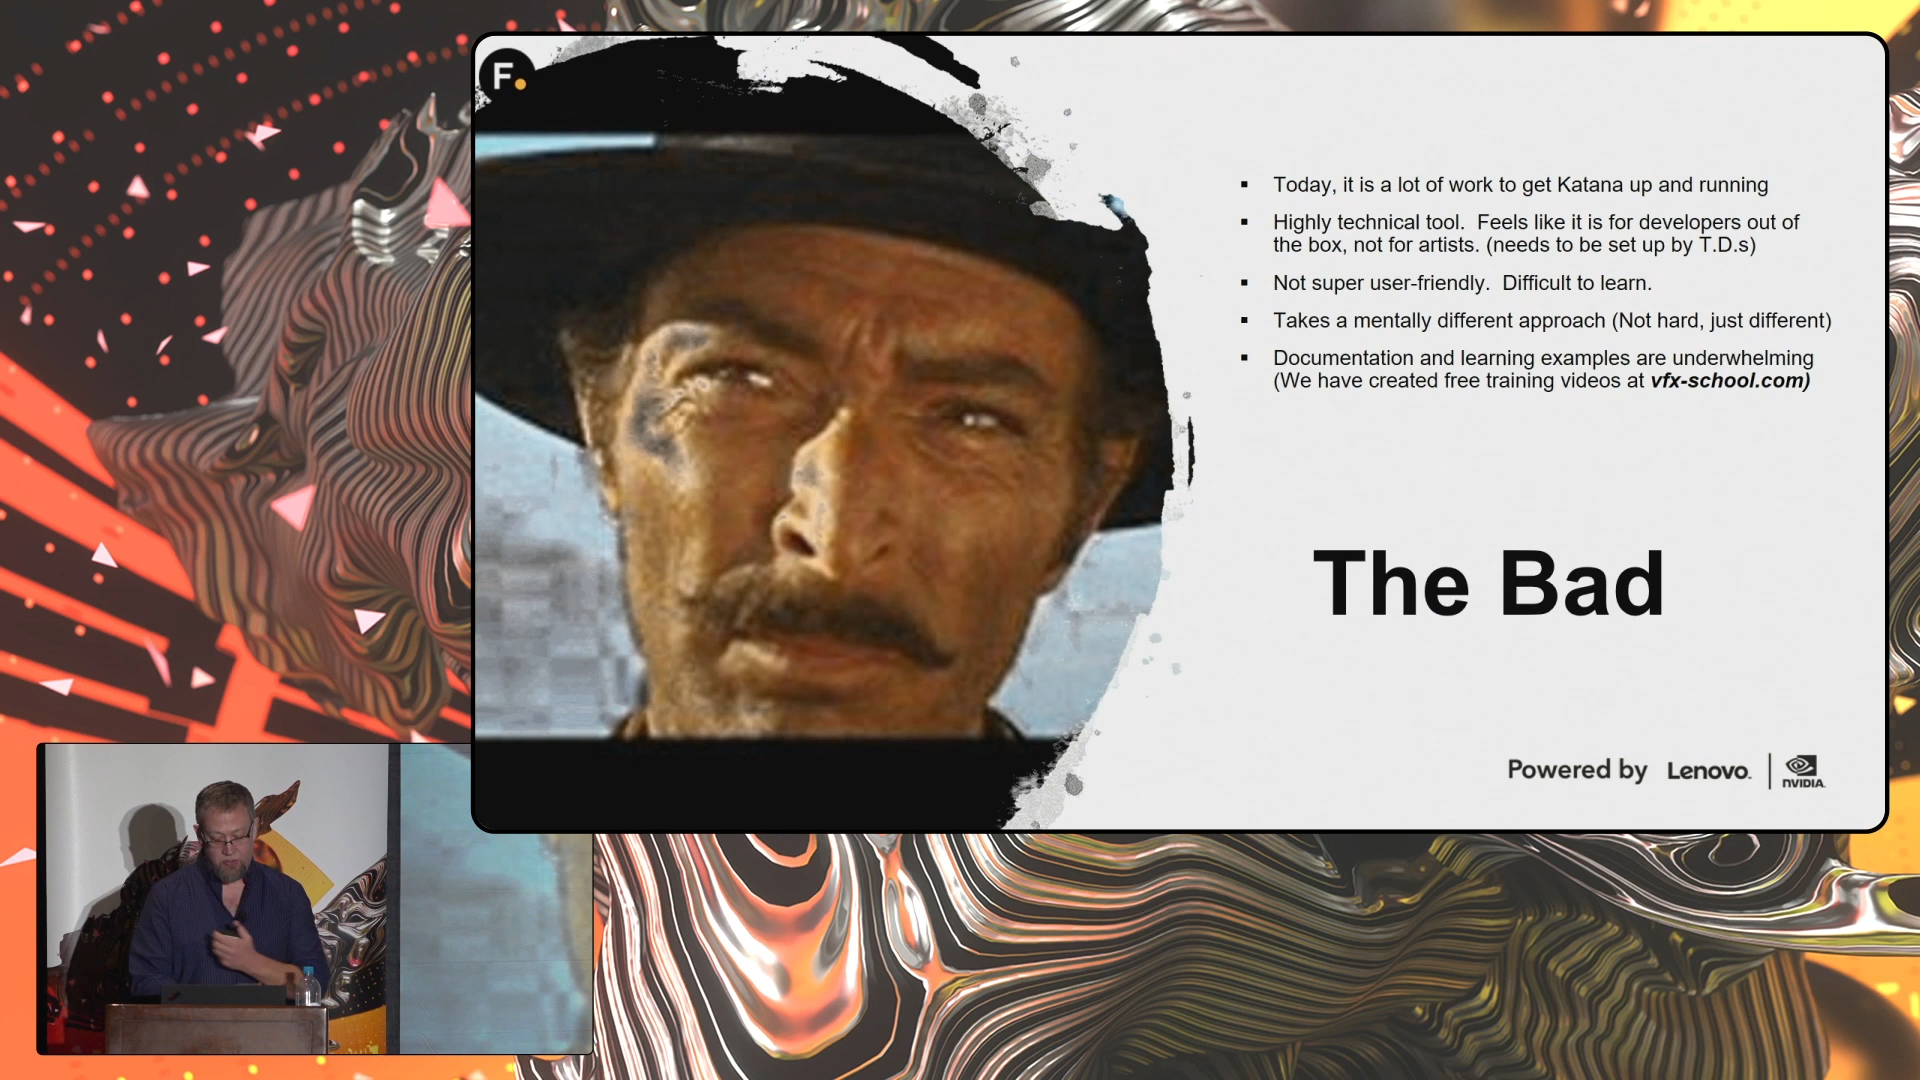 F.
Today, it is a lot of work to get Katana up and running
Highly technical tool.  Feels like it is for developers out of
the box, not for artists. (needs to be set up by T.D.s)
Not super user-friendly.  Difficult to learn.
Takes a mentally different approach (Not hard, just different)
Documentation and learning examples are underwhelming
(We have created free training videos at vfx-school.com)
The Bad
Powered by Lenovo. NVIDIA.